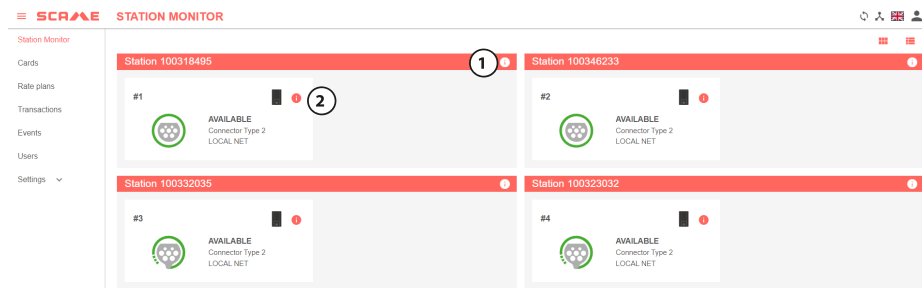 SCAME STATION MONITOR
Station Monitor
Cards
Rate plans
Transactions
Events
Users
Settings
Station 100318495
1
#1
2
AVAILABLE
Connector Type 2
LOCAL NET
Station 100346233
#2
AVAILABLE
Connector Type 2
LOCAL NET
Station 100332035
#3
AVAILABLE
Connector Type 2
LOCAL NET
Station 100323032
#4
AVAILABLE
Connector Type 2
LOCAL NET